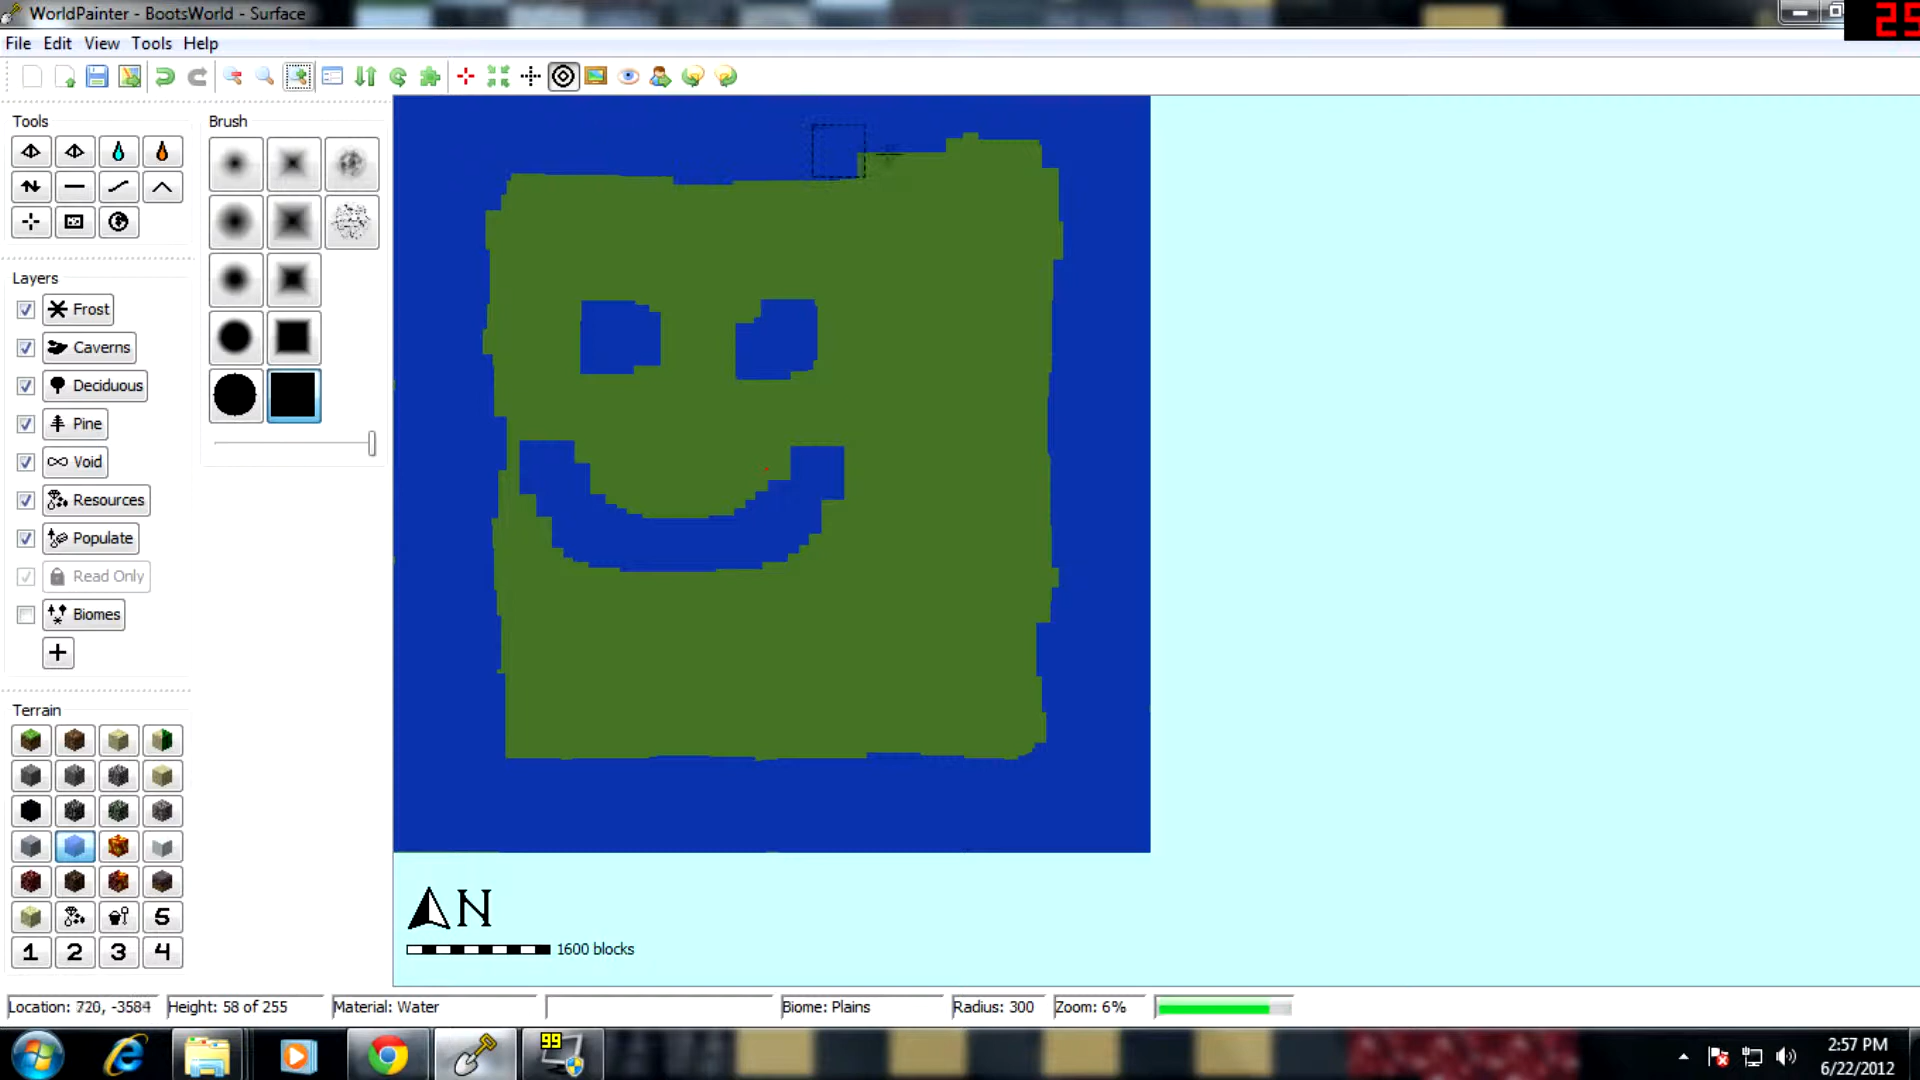 WorldPainter - BootsWorld - Surface
25
File Edit View Tools Help
Tools
Brush
Layers
Frost
Caverns
Deciduous
Pine
Void
Resources
Populate
Read Only
Biomes
Terrain
5
1 2 3 4
N
1600 blocks
Location: 720, -3584 Height: 58 of 255 Material: Water Biome: Plains Radius: 300 Zoom: 6%
99
2:57 PM
6/22/2012